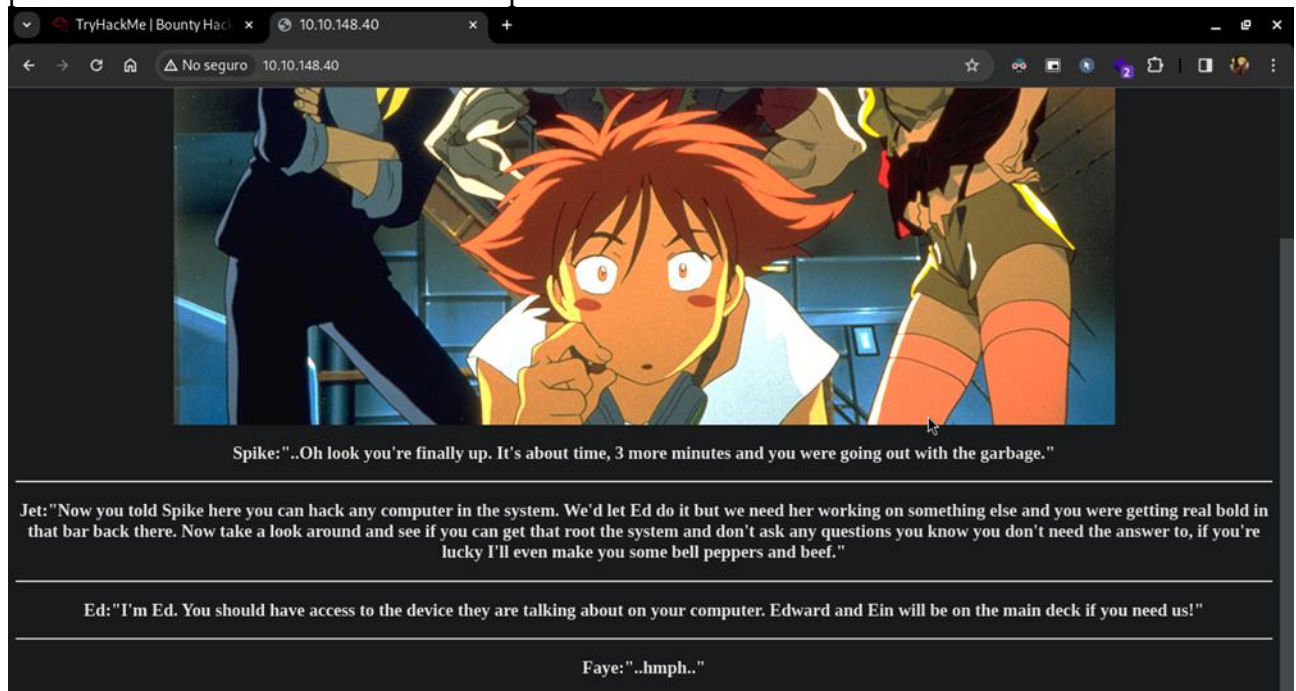 TryHackMe | Bounty Hac
10.10.148.40
No seguro 10.10.148.40
2
Spike:"..Oh look you're finally up. It's about time, 3 more minutes and you were going out with the garbage."
Jet:"Now you told Spike here you can hack any computer in the system. We'd let Ed do it but we need her working on something else and you were getting real bold in
that bar back there. Now take a look around and see if you can get that root the system and don't ask any questions you know you don't need the answer to, if you're
lucky I'll even make you some bell peppers and beef."
Ed:"I'm Ed. You should have access to the device they are talking about on your computer. Edward and Ein will be on the main deck if you need us!"
Faye:"..hmph.."